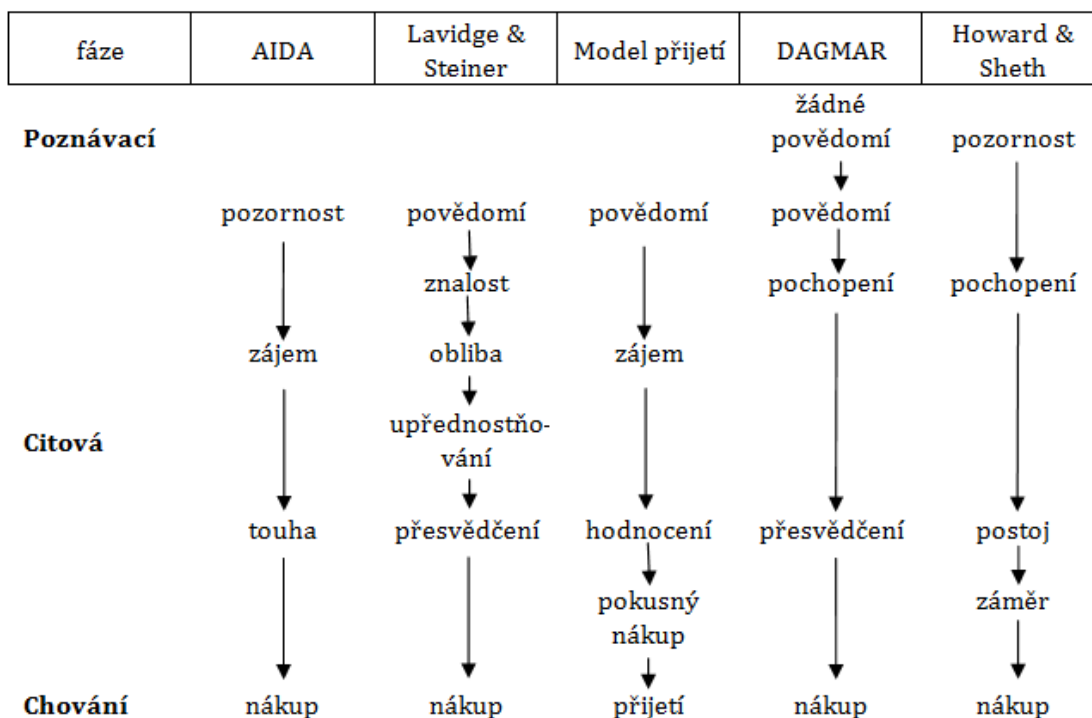 fáze AIDA Lavidge & Steiner Model přijetí DAGMAR Howard & Sheth
žádné
Poznávací povědomí pozornost
pozornost povědomí povědomí povědomí
znalost pochopení pochopení
zájem obliba zájem
upřednostňo-
Citová
vání
touha přesvědčení hodnocení přesvědčení postoj
pokusný záměr
nákup
Chování nákup nákup přijetí nákup nákup